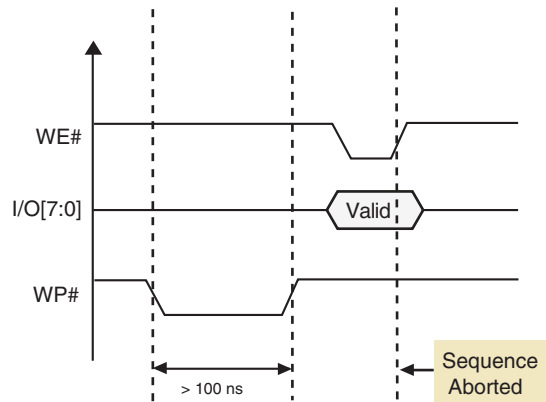 WE#
I/O[7:0]
Valid
WP#
> 100 ns
Sequence
Aborted